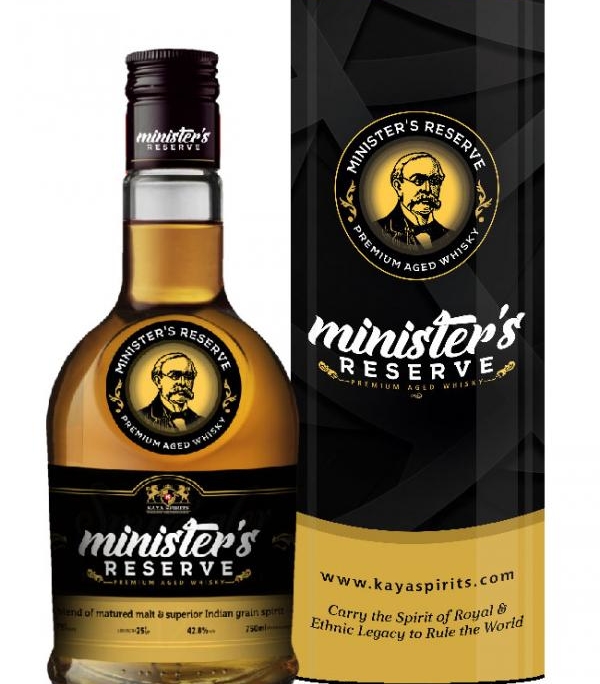 minister's
RESERVE
MINISTER'S RESERVE
PREMIUM AGED WHISKY
KAYA SPIRITS
minister's
RESERVE
PREMIUM AGED WHISKY
blend of matured malt & superior Indian grain spirits
42.8%
750ml
MINISTER'S RESERVE
PREMIUM AGED WHISKY
minister's
RESERVE
PREMIUM AGED WHISKY
www.kayaspirits.com
Carry the Spirit of Royal &
Ethnic Legacy to Rule the World